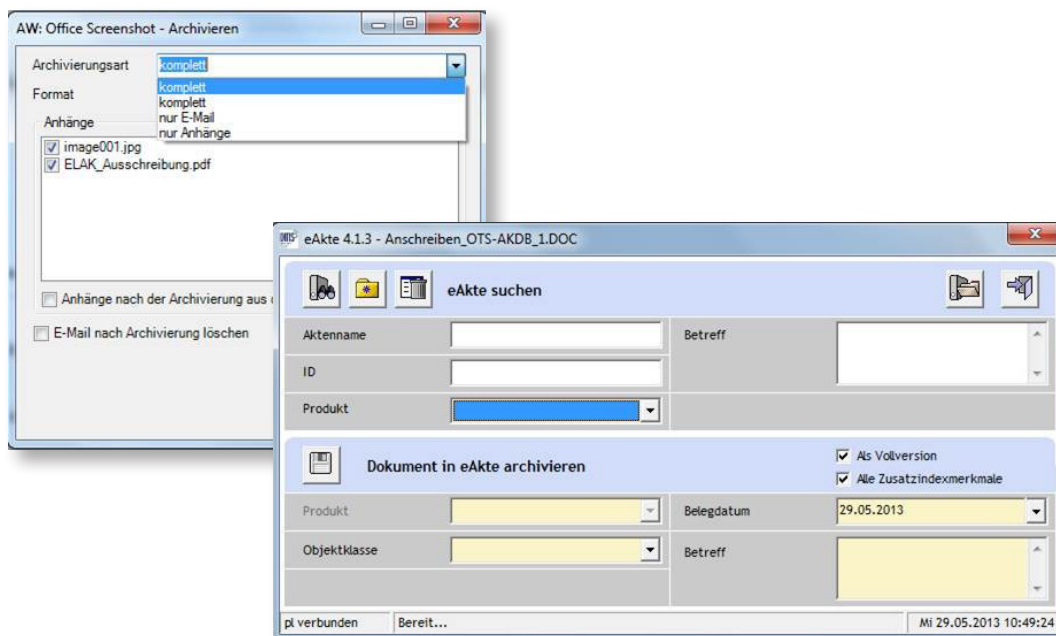 AW: Office Screenshot - Archivieren
Archivierungsart komplett
komplett
Format
komplett
nur E-Mail
nur Anhänge
Anhänge
image001.jpg
ELAK_Ausschreibung.pdf
Anhänge nach der Archivierung aus
E-Mail nach Archivierung löschen
eAkte 4.1.3 - Anschreiben_OTS-AKDB_1.DOC
eAkte suchen
Aktenname Betreff
ID
Produkt
Dokument in eAkte archivieren
Als Vollversion
Alle Zusatzindexmerkmale
Produkt Belegdatum 29.05.2013
Objektklasse Betreff
pl verbunden Bereit... Mi 29.05.2013 10:49:24